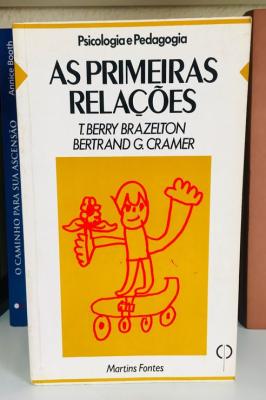 Psicologia e Pedagogia
AS PRIMEIRAS
RELAÇÕES
T. BERRY BRAZELTON
BERTRAND G. CRAMER
Martins Fontes
Annice Booth
O CAMINHO PARA SUA ASCENSÃO